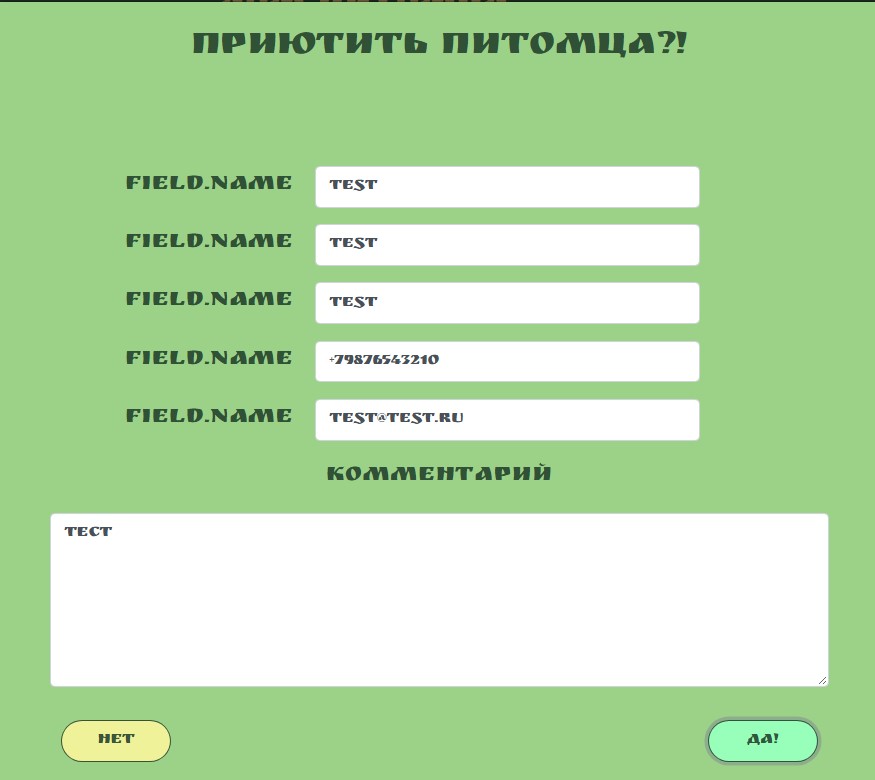 ПРИЮТИТЬ ПИТОМЦА?!
FIELD.NAME TEST
FIELD.NAME TEST
FIELD.NAME TEST
FIELD.NAME +79876543210
FIELD.NAME TEST@TEST.RU
КОММЕНТАРИЙ
ТЕСТ
НЕТ ДА!